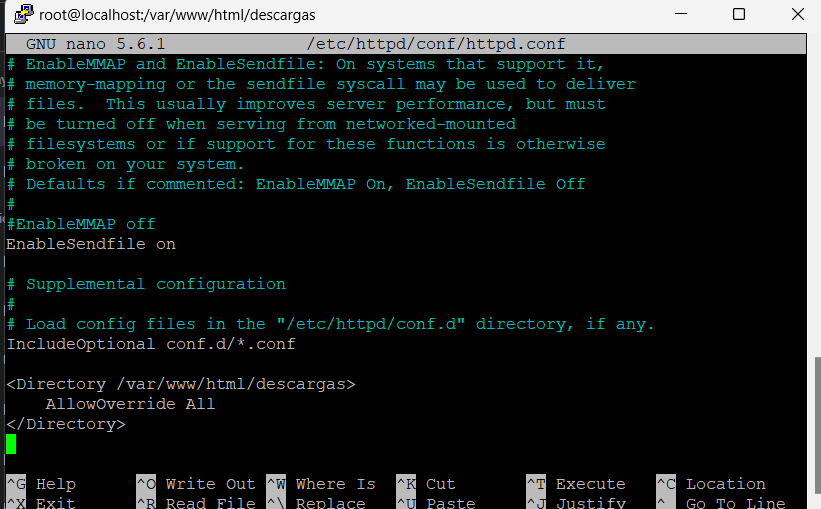 root@localhost:/var/www/html/descargas
GNU nano 5.6.1 /etc/httpd/conf/httpd.conf
# EnableMMAP and EnableSendfile: On systems that support it,
# memory-mapping or the sendfile syscall may be used to deliver
# files.  This usually improves server performance, but must
# be turned off when serving from networked-mounted
# filesystems or if support for these functions is otherwise
# broken on your system.
# Defaults if commented: EnableMMAP On, EnableSendfile Off
#
#EnableMMAP off
EnableSendfile on
# Supplemental configuration
#
# Load config files in the "/etc/httpd/conf.d" directory, if any.
IncludeOptional conf.d/*.conf
<Directory /var/www/html/descargas>
    AllowOverride All
</Directory>
^G Help ^O Write Out ^W Where Is ^K Cut ^T Execute ^C Location
^X Exit ^R Read File ^\ Replace ^U Paste ^J Justify ^_ Go To Line